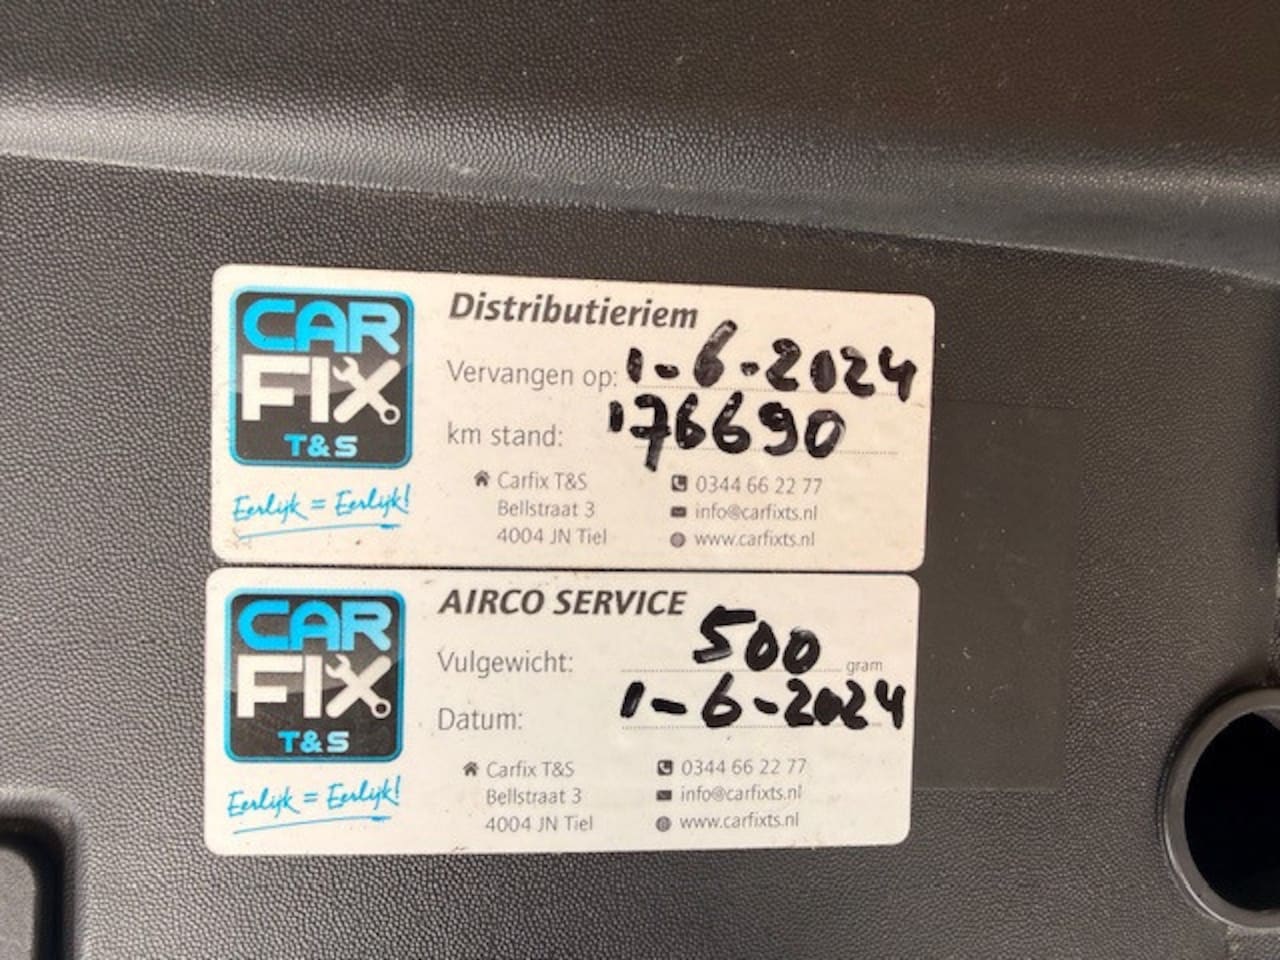 CAR
FIX
T&S
Eerlijk = Eerlijk!
Distributieriem
Vervangen op: 1-6-2024
km stand: 176690
Carfix T&S
Bellstraat 3
4004 JN Tiel
0344 66 22 77
info@carfixts.nl
www.carfixts.nl
CAR
FIX
T&S
Eerlijk = Eerlijk!
AIRCO SERVICE
Vulgewicht: 500 gram
Datum: 1-6-2024
Carfix T&S
Bellstraat 3
4004 JN Tiel
0344 66 22 77
info@carfixts.nl
www.carfixts.nl